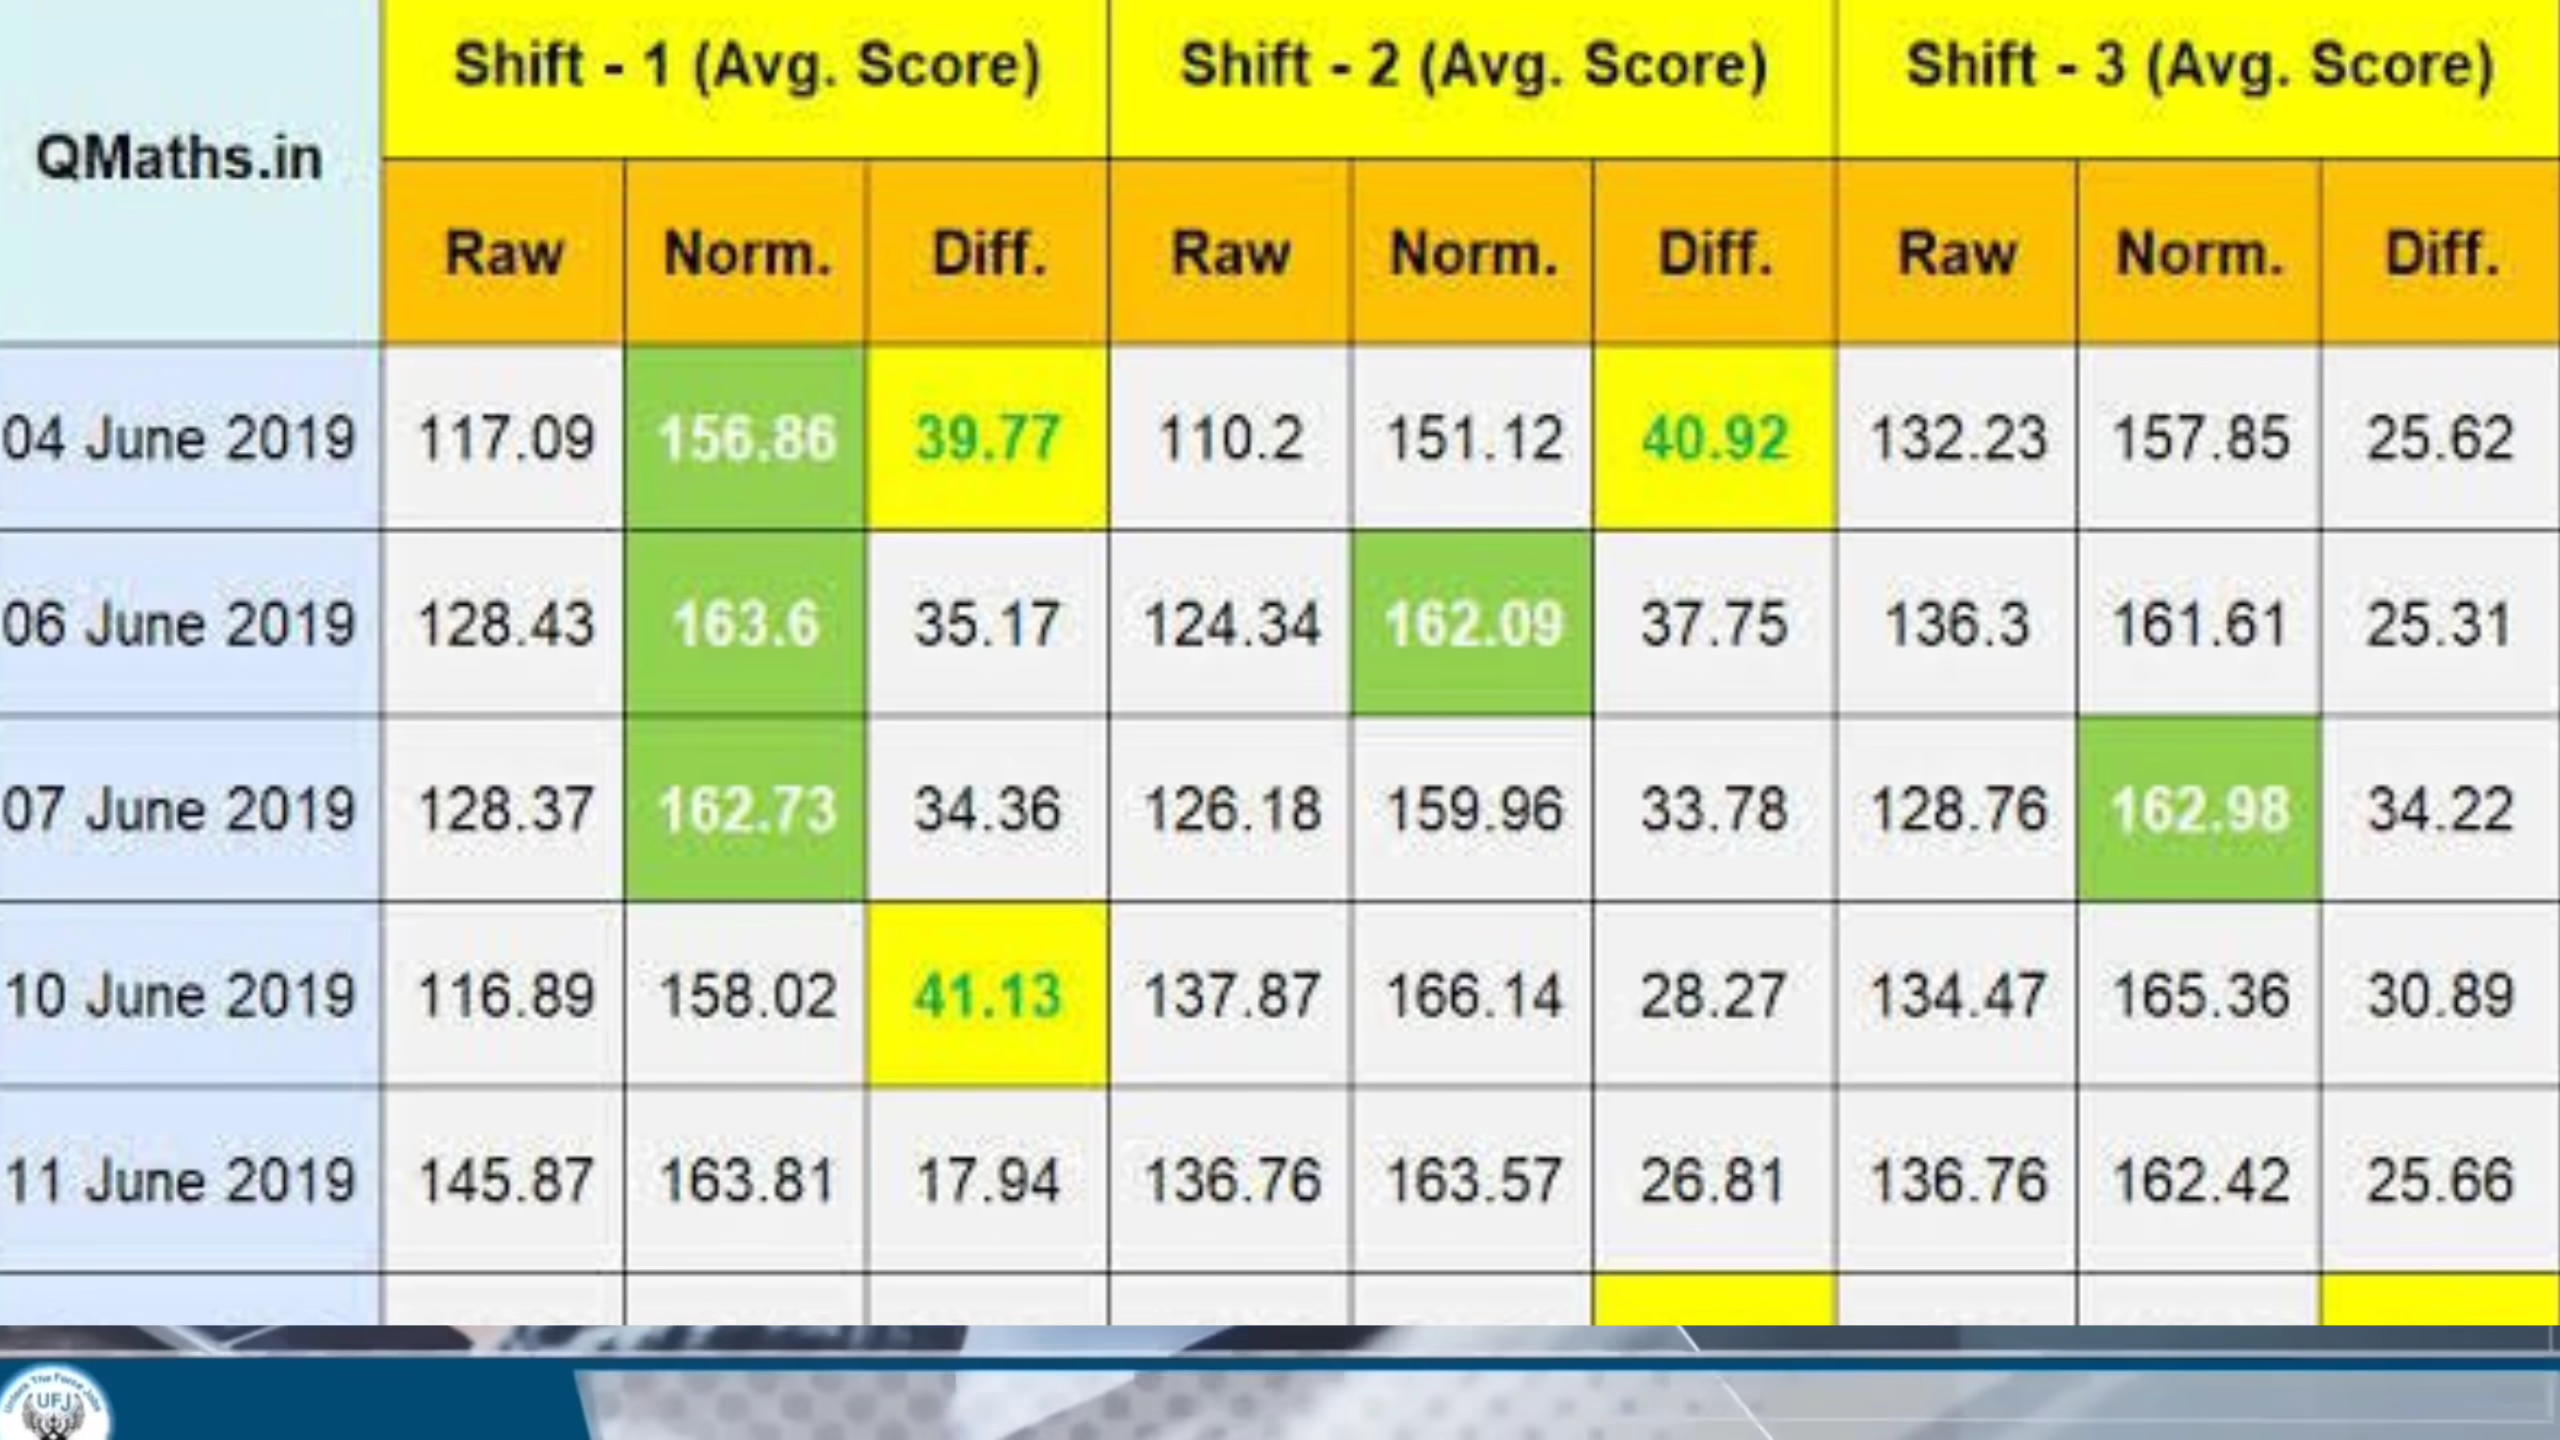 QMaths.in
Shift - 1 (Avg. Score) Shift - 2 (Avg. Score) Shift - 3 (Avg. Score)
Raw Norm. Diff. Raw Norm. Diff. Raw Norm. Diff.
04 June 2019 117.09 156.86 39.77 110.2 151.12 40.92 132.23 157.85 25.62
06 June 2019 128.43 163.6 35.17 124.34 162.09 37.75 136.3 161.61 25.31
07 June 2019 128.37 162.73 34.36 126.18 159.96 33.78 128.76 162.98 34.22
10 June 2019 116.89 158.02 41.13 137.87 166.14 28.27 134.47 165.36 30.89
11 June 2019 145.87 163.81 17.94 136.76 163.57 26.81 136.76 162.42 25.66
The Force
UFJ